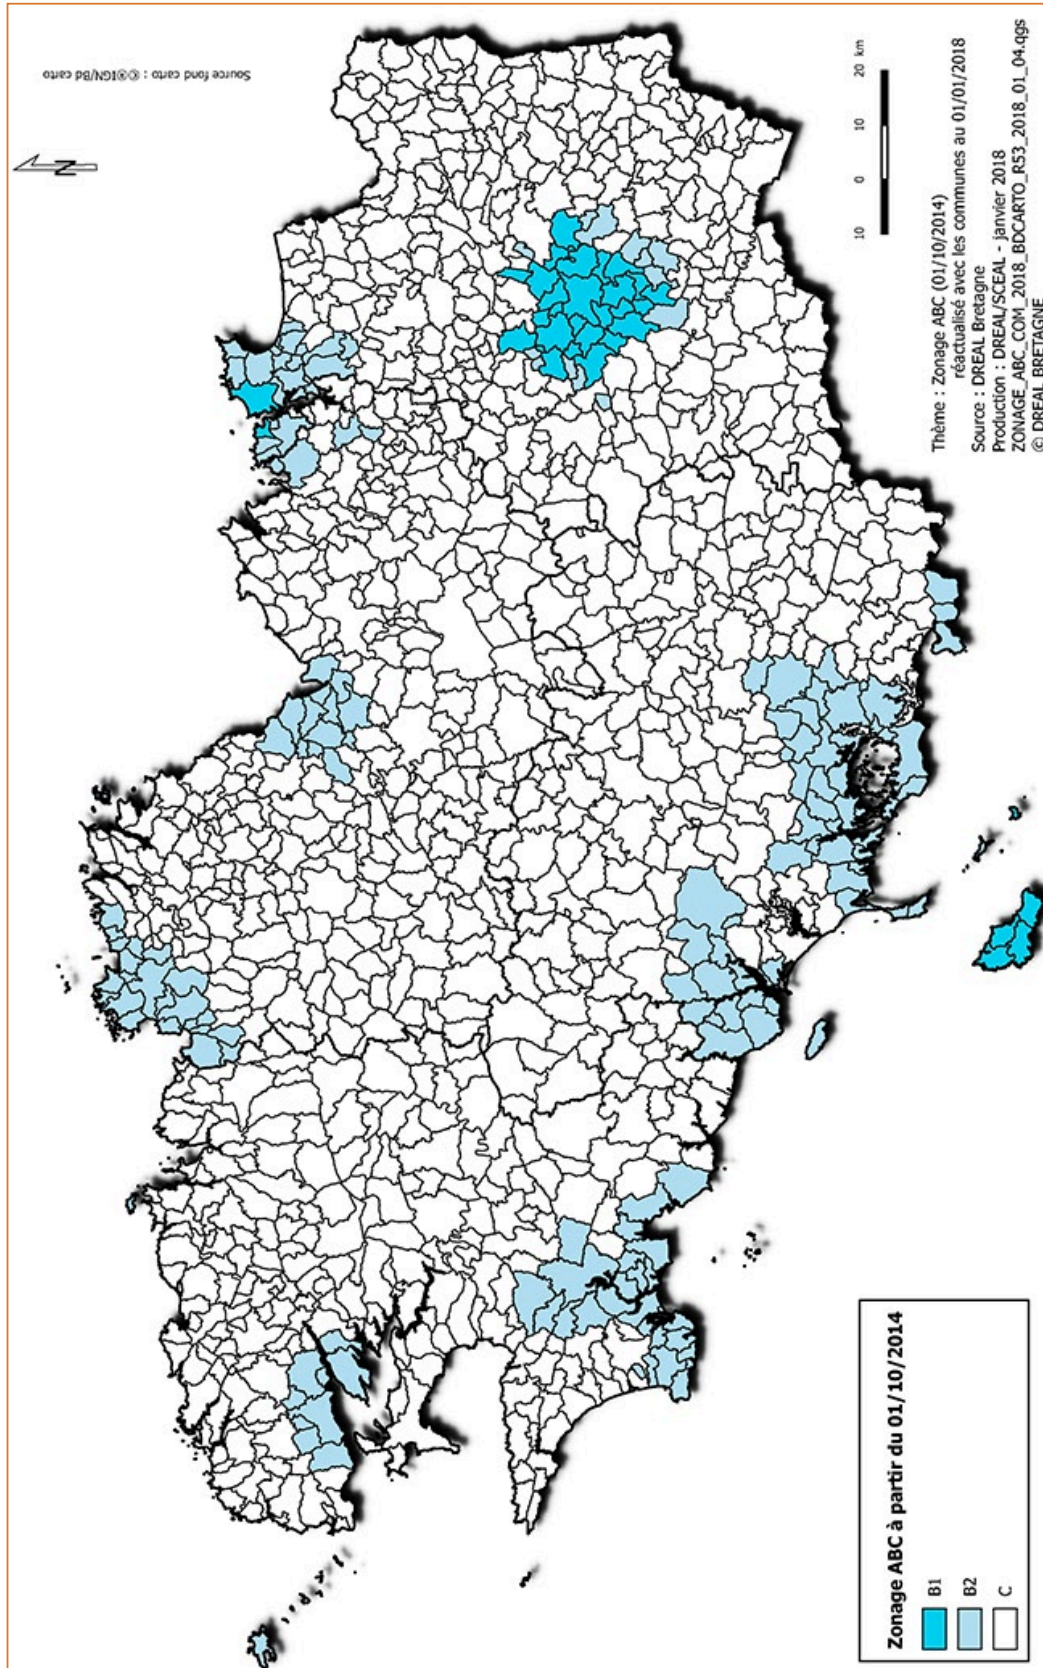 Source fond carto : ©®IGN/Bd carto
N
10 0 10 20 km
Thème : Zonage ABC (01/10/2014)
réactualisé avec les communes au 01/01/2018
Source : DREAL Bretagne
Production : DREAL/SCEAL - janvier 2018
ZONAGE_ABC_COM_2018_BDCARTO_R53_2018_01_04.qgs
© DREAL BRETAGNE
Zonage ABC à partir du 01/10/2014
B1
B2
C